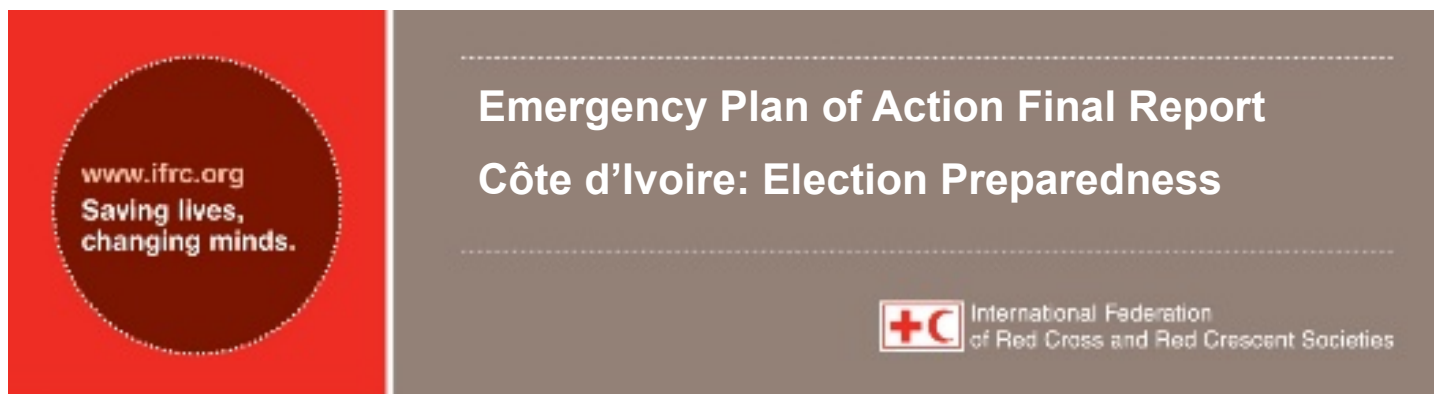 www.ifrc.org
Saving lives,
changing minds.
Emergency Plan of Action Final Report
Côte d’Ivoire: Election Preparedness
International Federation
of Red Cross and Red Crescent Societies